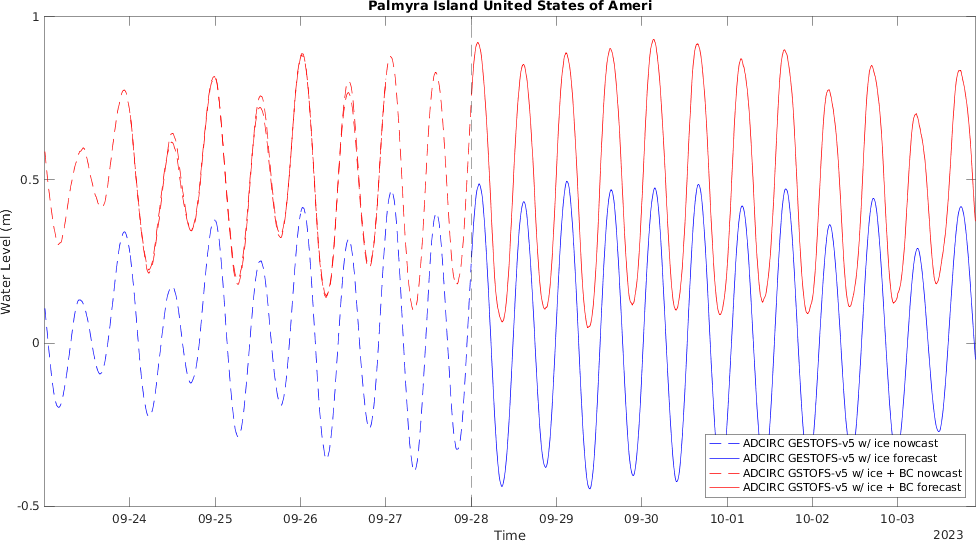 Palmyra Island United States of Ameri
1
0.5
0
-0.5
Water Level (m)
09-24 09-25 09-26 09-27 09-28 09-29 09-30 10-01 10-02 10-03
Time
2023
ADCIRC GESTOFS-v5 w/ ice nowcast
ADCIRC GESTOFS-v5 w/ ice forecast
ADCIRC GSTOFS-v5 w/ ice + BC nowcast
ADCIRC GSTOFS-v5 w/ ice + BC forecast